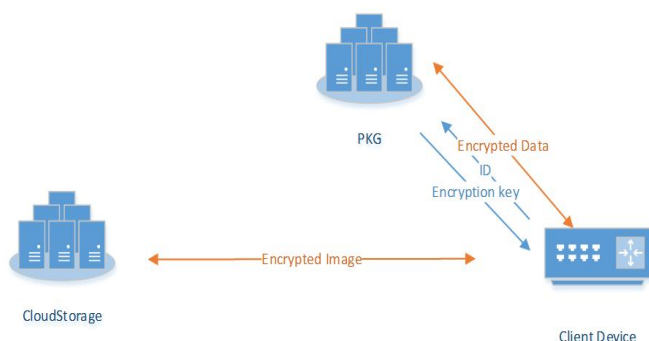 PKG
Encrypted Data
ID
Encryption key
Encrypted Image
CloudStorage
Client Device